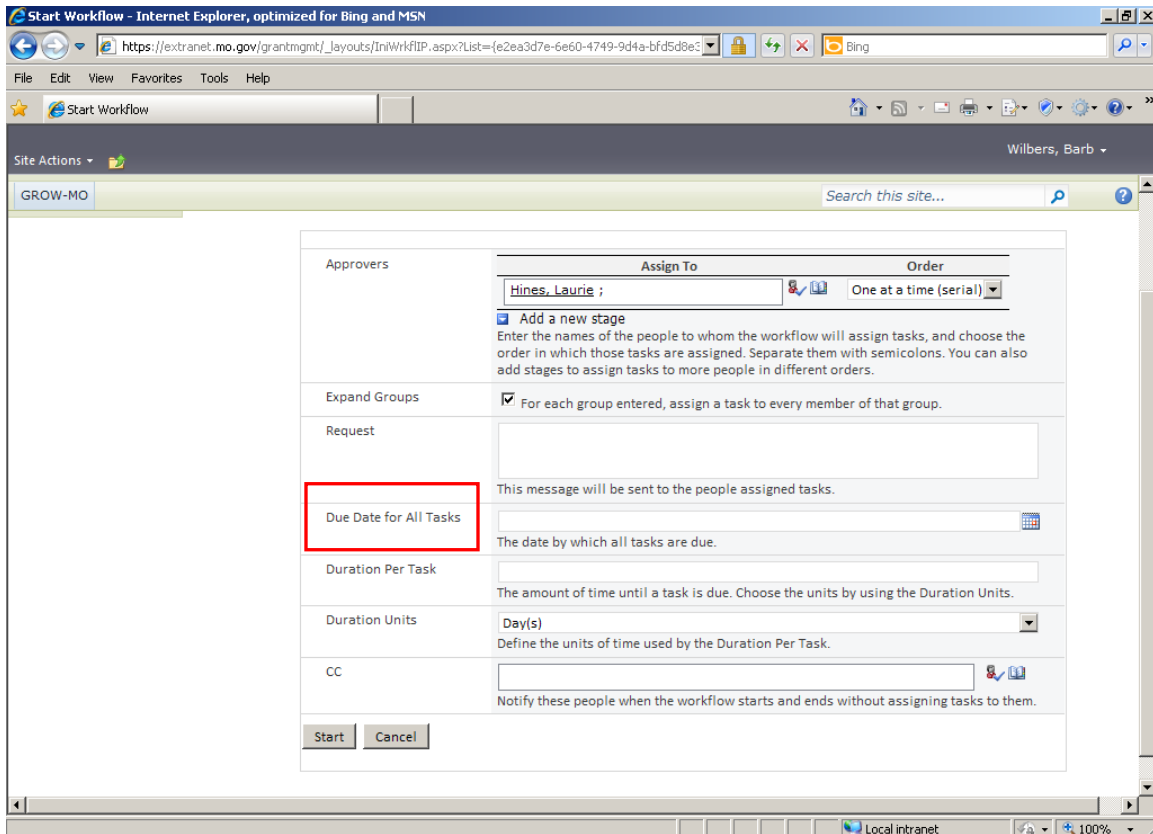 Start Workflow - Internet Explorer, optimized for Bing and MSN
https://extranet.mo.gov/grantmgmt/_layouts/IniWrkflIP.aspx?List={e2ea3d7e-6e60-4749-9d4a-bfd5d8e3
Bing
File Edit View Favorites Tools Help
Start Workflow
Wilbers, Barb
Site Actions
GROW-MO
Search this site...
Approvers
Assign To Order
Hines, Laurie ;
One at a time (serial)
Add a new stage
Enter the names of the people to whom the workflow will assign tasks, and choose the
order in which those tasks are assigned. Separate them with semicolons. You can also
add stages to assign tasks to more people in different orders.
Expand Groups
For each group entered, assign a task to every member of that group.
Request
This message will be sent to the people assigned tasks.
Due Date for All Tasks
The date by which all tasks are due.
Duration Per Task
The amount of time until a task is due. Choose the units by using the Duration Units.
Duration Units
Day(s)
Define the units of time used by the Duration Per Task.
CC
Notify these people when the workflow starts and ends without assigning tasks to them.
Start Cancel
Local intranet
100%